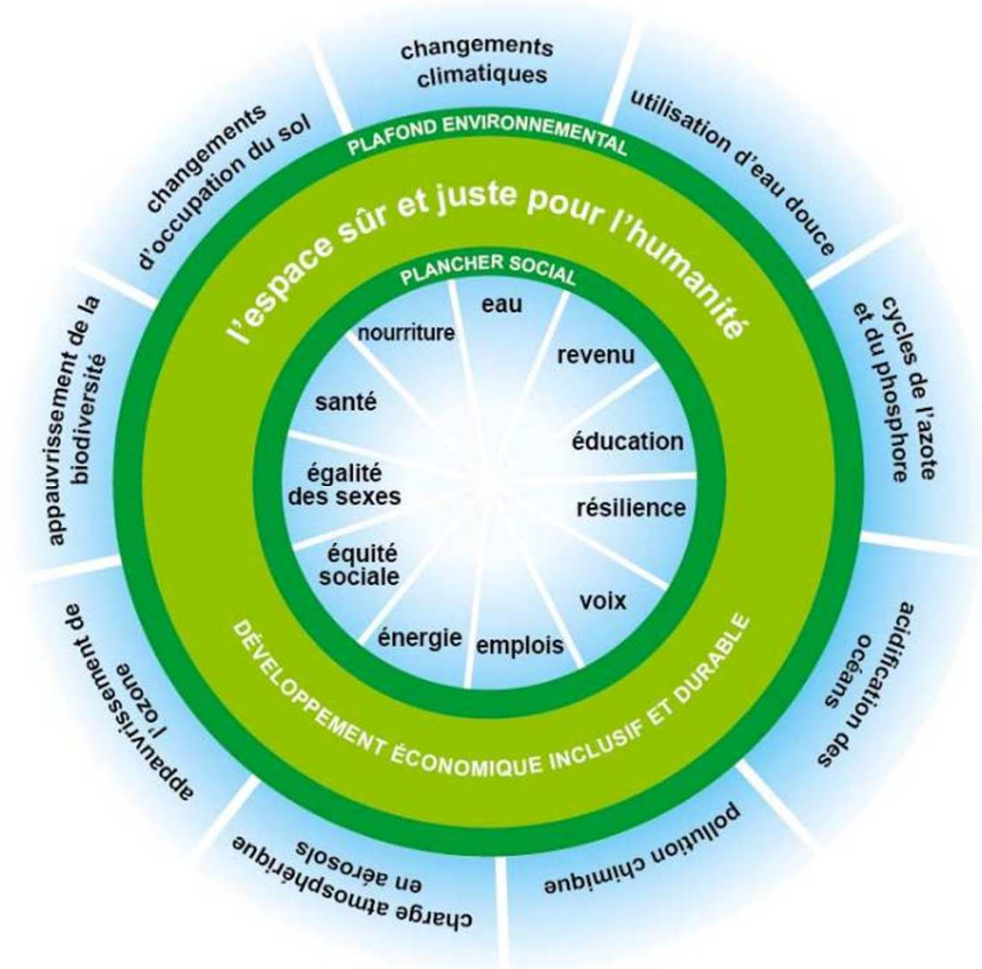 changements
climatiques
utilisation d'eau douce
cycles de l'azote
et du phosphore
acidification des
océans
pollution chimique
charge atmosphérique
en aérosols
appauvrissement de
l'ozone
appauvrissement de la
biodiversité
changements
d'occupation du sol
PLAFOND ENVIRONNEMENTAL
l'espace sûr et juste pour l'humanité
PLANCHER SOCIAL
eau
revenu
éducation
résilience
voix
emplois
énergie
équité
sociale
égalité
des sexes
santé
nourriture
DÉVELOPPEMENT ÉCONOMIQUE INCLUSIF ET DURABLE